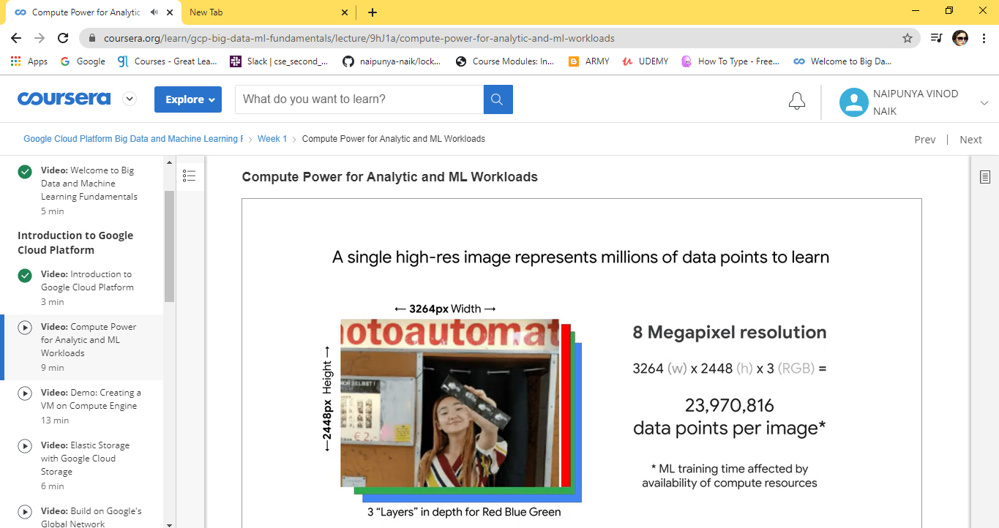 Compute Power for Analytic
New Tab
coursera.org/learn/gcp-big-data-ml-fundamentals/lecture/9hJ1a/compute-power-for-analytic-and-ml-workloads
Apps Google Courses - Great Lea... Slack | cse_second_... naipunya-naik/lock... Course Modules: In... ARMY UDEMY How To Type - Free... Welcome to Big Da...
coursera
Explore
What do you want to learn?
NAIPUNYA VINOD
NAIK
Google Cloud Platform Big Data and Machine Learning F > Week 1 > Compute Power for Analytic and ML Workloads
Prev | Next
Video: Welcome to Big
Data and Machine
Learning Fundamentals
5 min
Introduction to Google
Cloud Platform
Video: Introduction to
Google Cloud Platform
3 min
Video: Compute Power
for Analytic and ML
Workloads
9 min
Video: Demo: Creating a
VM on Compute Engine
13 min
Video: Elastic Storage
with Google Cloud
Storage
6 min
Video: Build on Google's
Global Network
Compute Power for Analytic and ML Workloads
A single high-res image represents millions of data points to learn
← 3264px Width →
←2448px Height →
otoautomat
SELBST!
€2.-
3 “Layers” in depth for Red Blue Green
8 Megapixel resolution
3264 (w) x 2448 (h) x 3 (RGB) =
23,970,816
data points per image*
* ML training time affected by
availability of compute resources